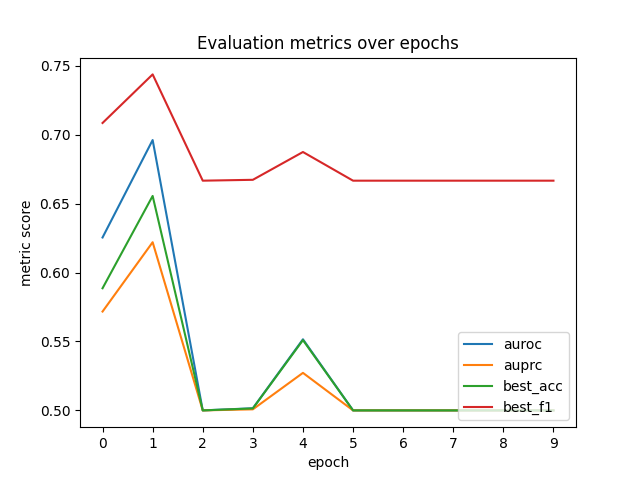 Evaluation metrics over epochs
metric score
0.75
0.70
0.65
0.60
0.55
0.50
0 1 2 3 4 5 6 7 8 9
epoch
auroc
auprc
best_acc
best_f1